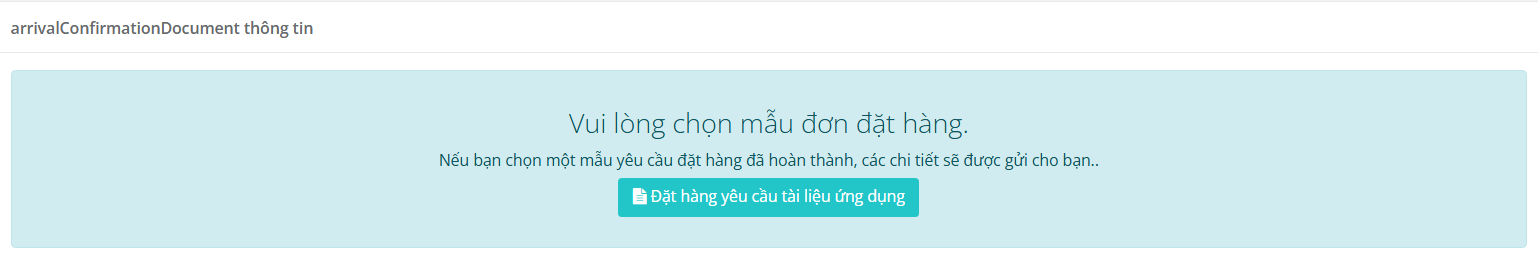 arrivalConfirmationDocument thông tin
Vui lòng chọn mẫu đơn đặt hàng.
Nếu bạn chọn một mẫu yêu cầu đặt hàng đã hoàn thành, các chi tiết sẽ được gửi cho bạn..
Đặt hàng yêu cầu tài liệu ứng dụng